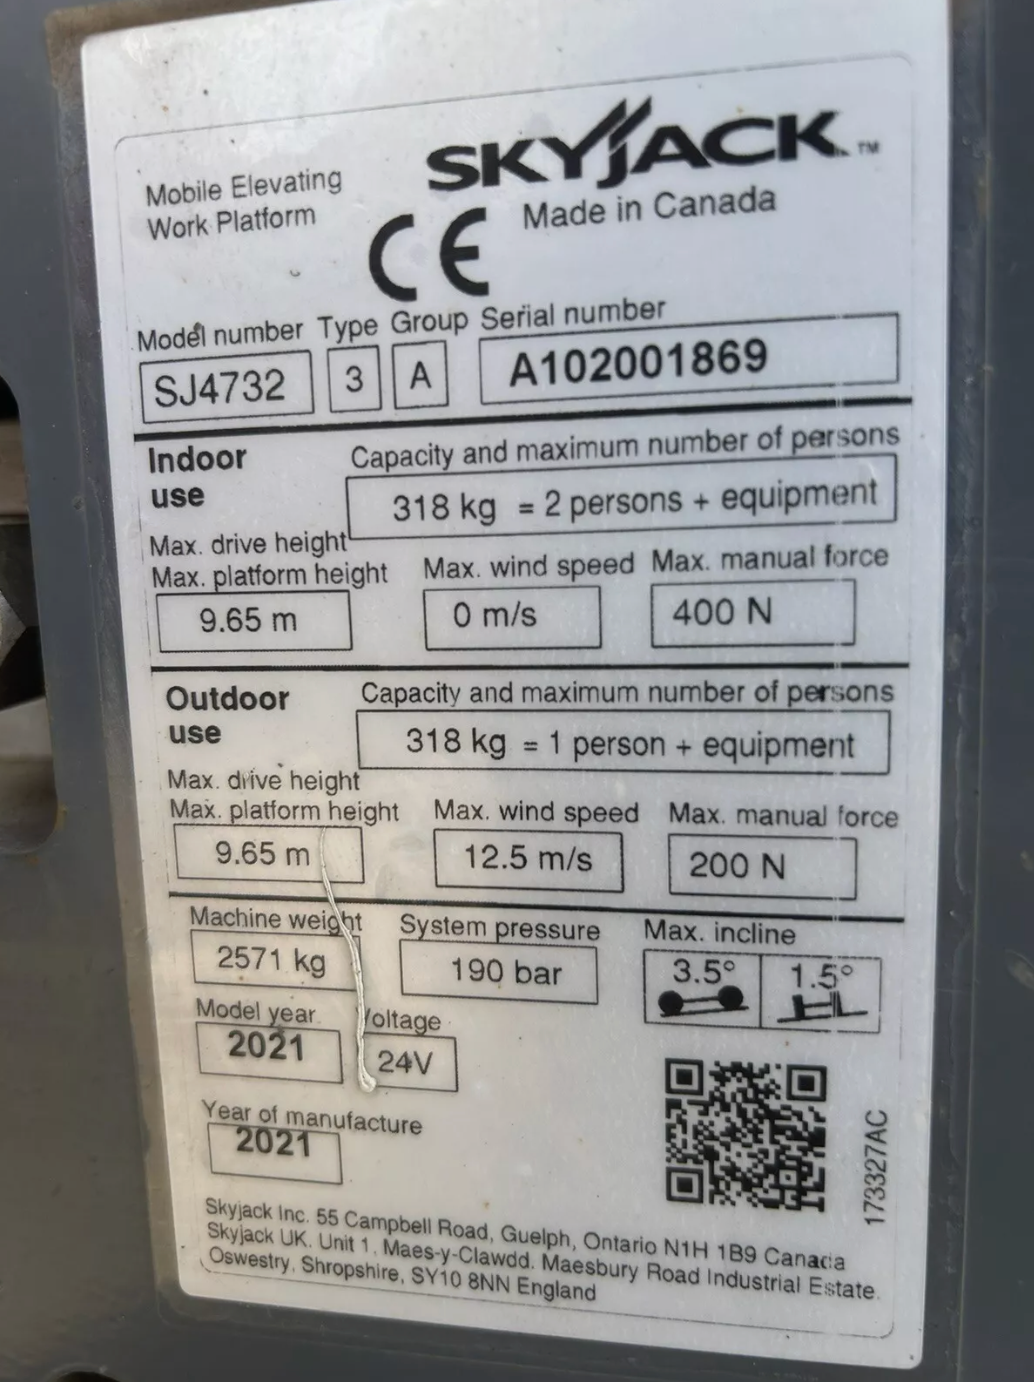 SKYJACK™
Mobile Elevating
Work Platform
CE
Made in Canada
Model number Type Group Serial number
SJ4732 3 A A102001869
Indoor
use
Capacity and maximum number of persons
318 kg = 2 persons + equipment
Max. drive height
Max. platform height Max. wind speed Max. manual force
9.65 m 0 m/s 400 N
Outdoor
use
Capacity and maximum number of persons
318 kg = 1 person + equipment
Max. drive height
Max. platform height Max. wind speed Max. manual force
9.65 m 12.5 m/s 200 N
Machine weight System pressure Max. incline
2571 kg 190 bar 3.5° 1.5°
Model year Voltage
2021 24V
Year of manufacture
2021
173327AC
Skyjack Inc. 55 Campbell Road, Guelph, Ontario N1H 1B9 Canada
Skyjack UK. Unit 1, Maes-y-Clawdd. Maesbury Road Industrial Estate.
Oswestry, Shropshire, SY10 8NN England